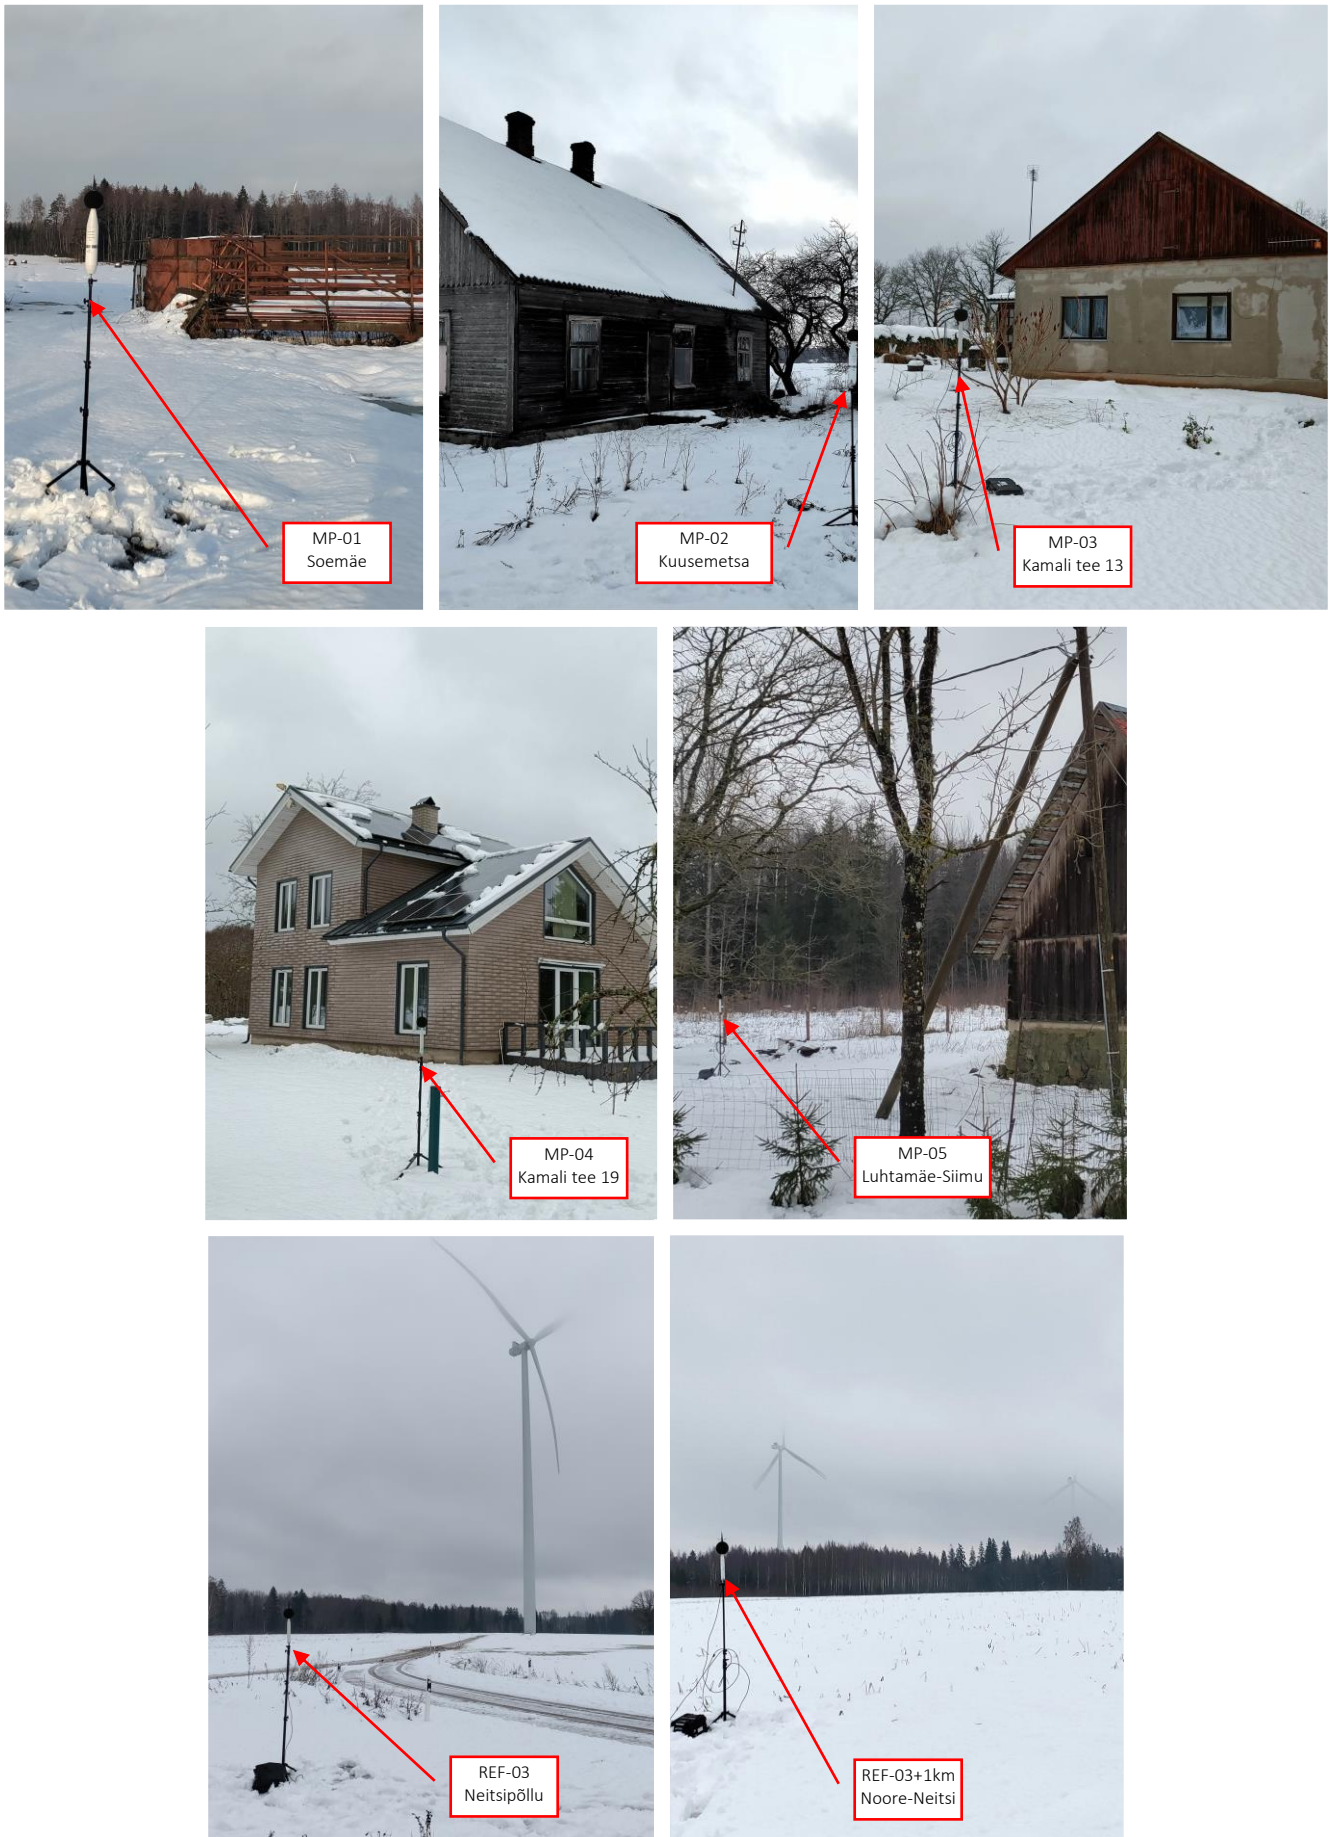 MP-01
Soemäe
MP-02
Kuusemetsa
MP-03
Kamali tee 13
MP-04
Kamali tee 19
MP-05
Luhtamäe-Siimu
REF-03
Neitsipõllu
REF-03+1km
Noore-Neitsi